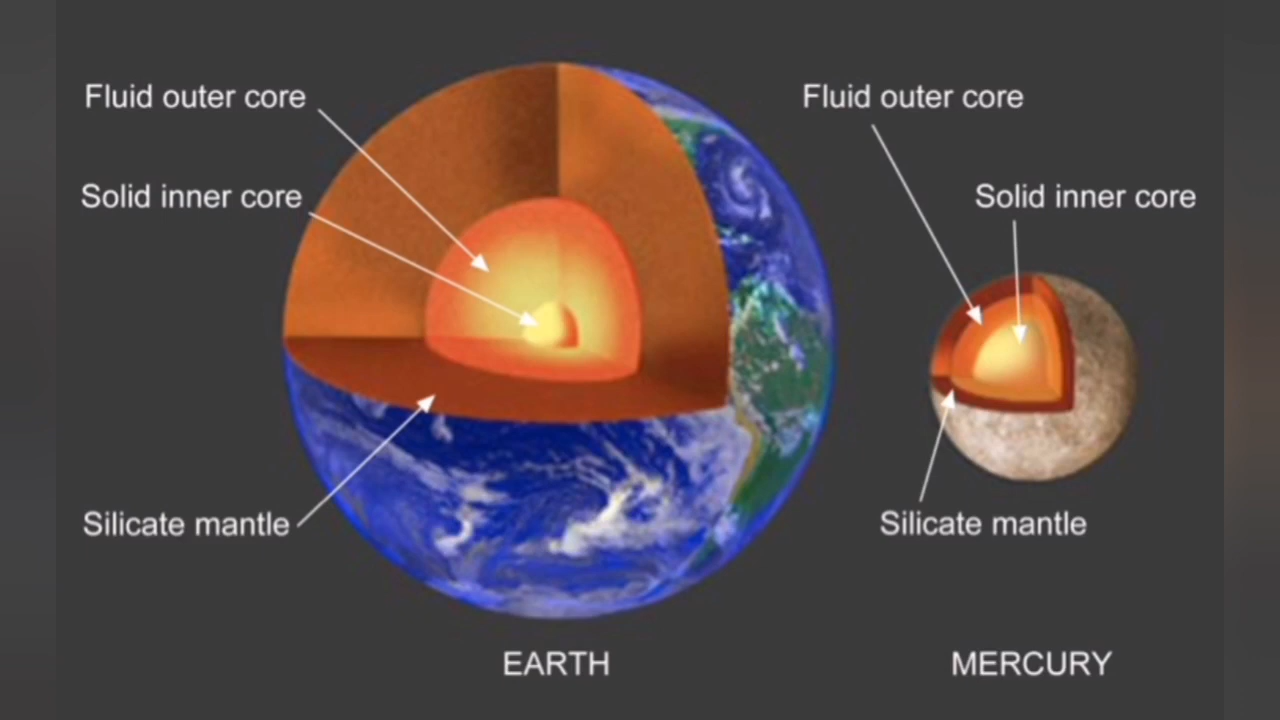 Fluid outer core
Solid inner core
Silicate mantle
EARTH
Fluid outer core
Solid inner core
Silicate mantle
MERCURY